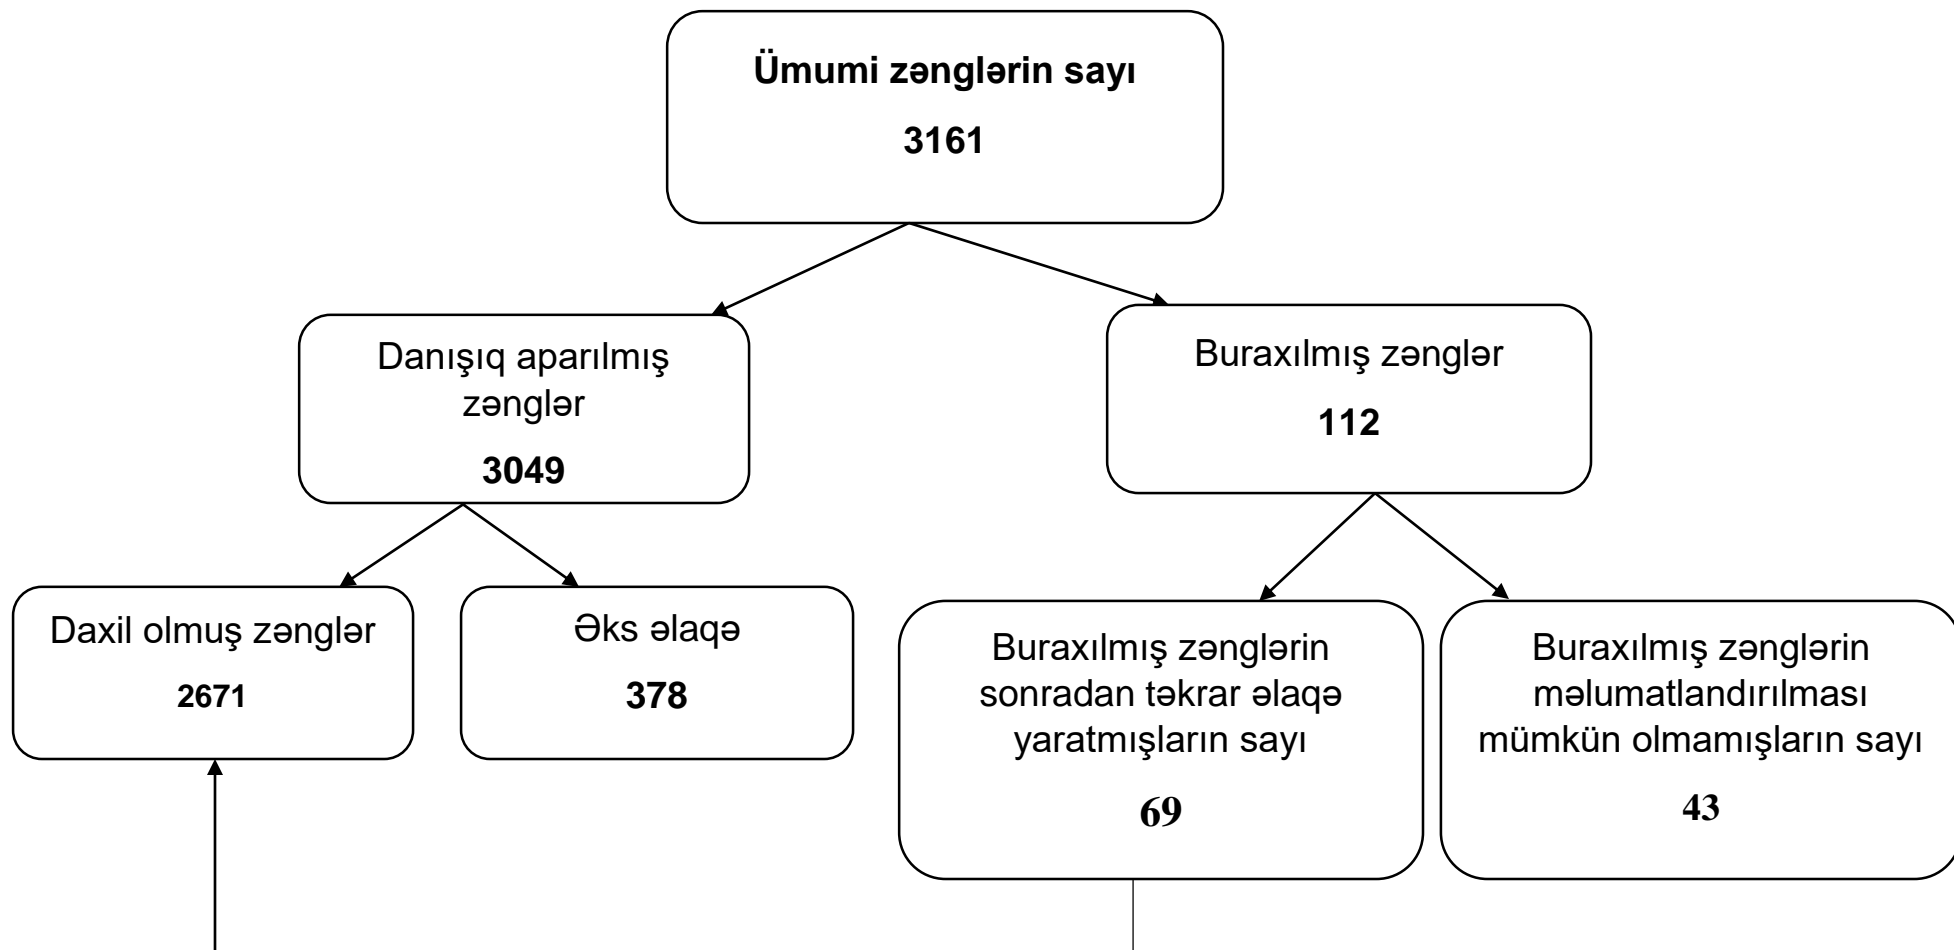 Ümumi zənglərin sayı
3161
Danışıq aparılmış
zənglər
3049
Buraxılmış zənglər
112
Daxil olmuş zənglər
2671
Əks əlaqə
378
Buraxılmış zənglərin
sonradan təkrar əlaqə
yaratmışların sayı
69
Buraxılmış zənglərin
məlumatlandırılması
mümkün olmamışların sayı
43